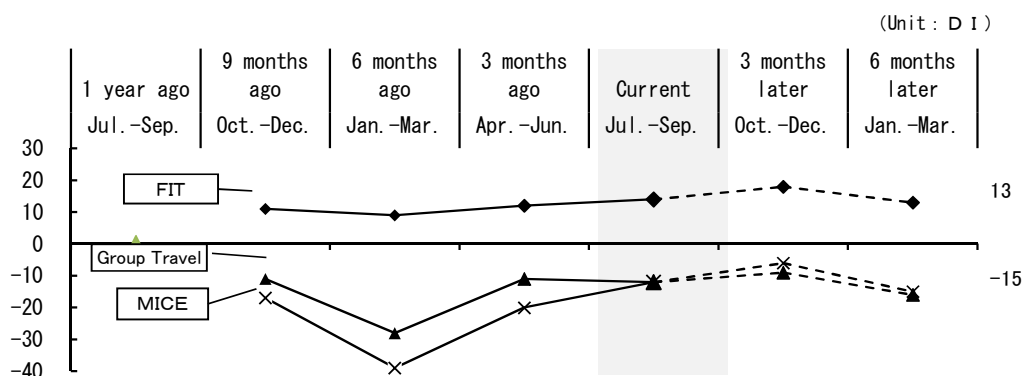 (Unit : ＤＩ)
1 year ago
9 months ago
6 months ago
3 months ago
Current
3 months later
6 months later
Jul.-Sep.
Oct.-Dec.
Jan.-Mar.
Apr.-Jun.
Jul.-Sep.
Oct.-Dec.
Jan.-Mar.
30
20
10
0
-10
-20
-30
-40
FIT
Group Travel
MICE
13
-15